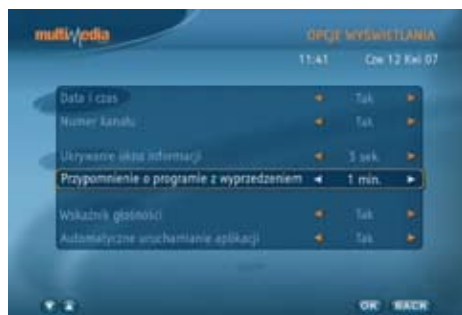 multimedia OPCJE WYŚWIETLANIA
11:41 Czw 12 Kwi 07
Data i czas Tak
Numer kanału Tak
Ukrywanie okna informacji 3 sek.
Przypomnienie o programie z wyprzedzeniem 1 min.
Wskaźnik głośności Tak
Automatyczne uruchamianie aplikacji Tak
OK BACK